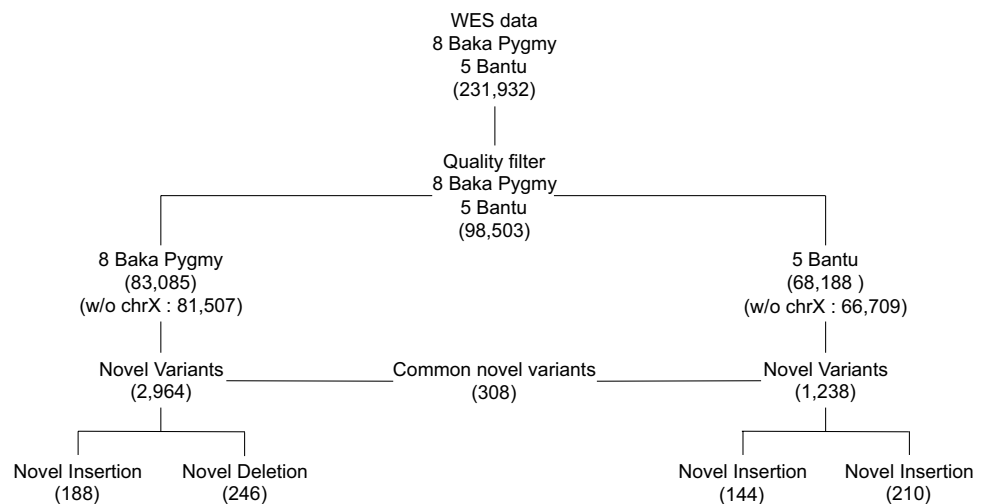 WES data
8 Baka Pygmy
5 Bantu
(231,932)
Quality filter
8 Baka Pygmy
5 Bantu
(98,503)
8 Baka Pygmy
(83,085)
(w/o chrX : 81,507)
5 Bantu
(68,188 )
(w/o chrX : 66,709)
Novel Variants
(2,964)
Common novel variants
(308)
Novel Variants
(1,238)
Novel Insertion
(188)
Novel Deletion
(246)
Novel Insertion
(144)
Novel Insertion
(210)